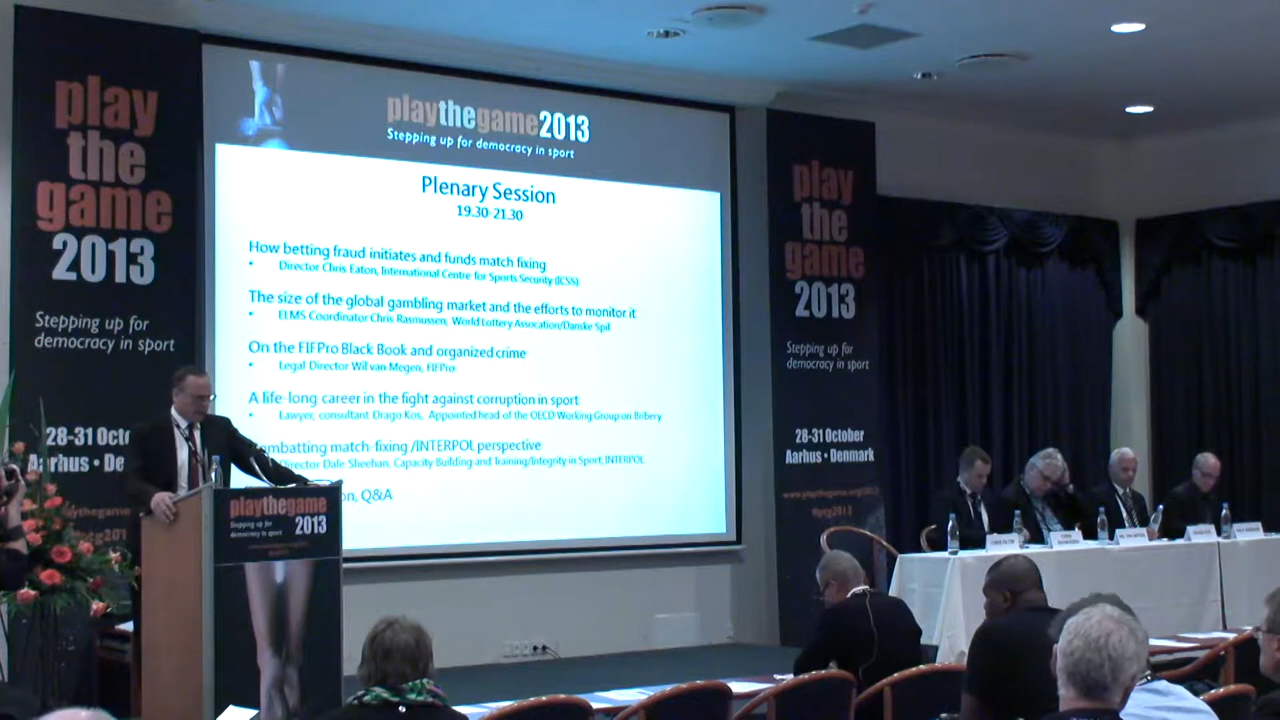 play
the
game
2013
Stepping up for
democracy in sport
28-31 Octo
Aarhus • De
playthegame2013
Stepping up for democracy in sport
Plenary Session
19.30-21.30
How betting fraud initiates and funds match fixing
• Director Chris Eaton, International Centre for Sports Security (ICSS)
The size of the global gambling market and the efforts to monitor it
• ELMS Coordinator Chris Rasmussen, World Lottery Assocation/Danske Spil
On the FIFPro Black Book and organized crime
• Legal Director Wil van Megen, FIFPro
A life-long career in the fight against corruption in sport
• Lawyer, consultant Drago Kos, Appointed head of the OECD Working Group on Bribery
ombatting match-fixing /INTERPOL perspective
Director Dale Sheehan, Capacity Building and Training/Integrity in Sport, INTERPOL
on, Q&A
playthegame
Stepping up for
democracy in sport
2013
play
the
game
2013
Stepping up for
democracy in sport
28-31 October
Aarhus • Denmark